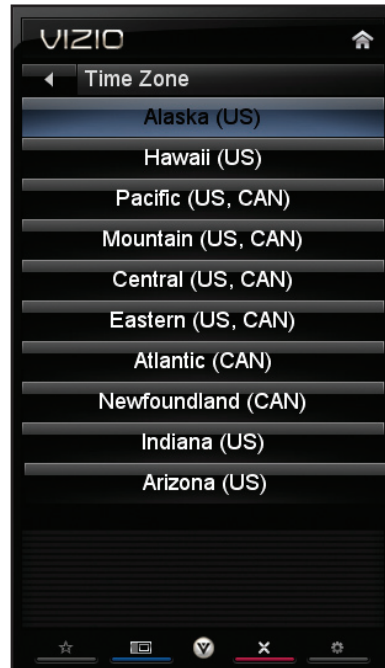 VIZIO
Time Zone
Alaska (US)
Hawaii (US)
Pacific (US, CAN)
Mountain (US, CAN)
Central (US, CAN)
Eastern (US, CAN)
Atlantic (CAN)
Newfoundland (CAN)
Indiana (US)
Arizona (US)